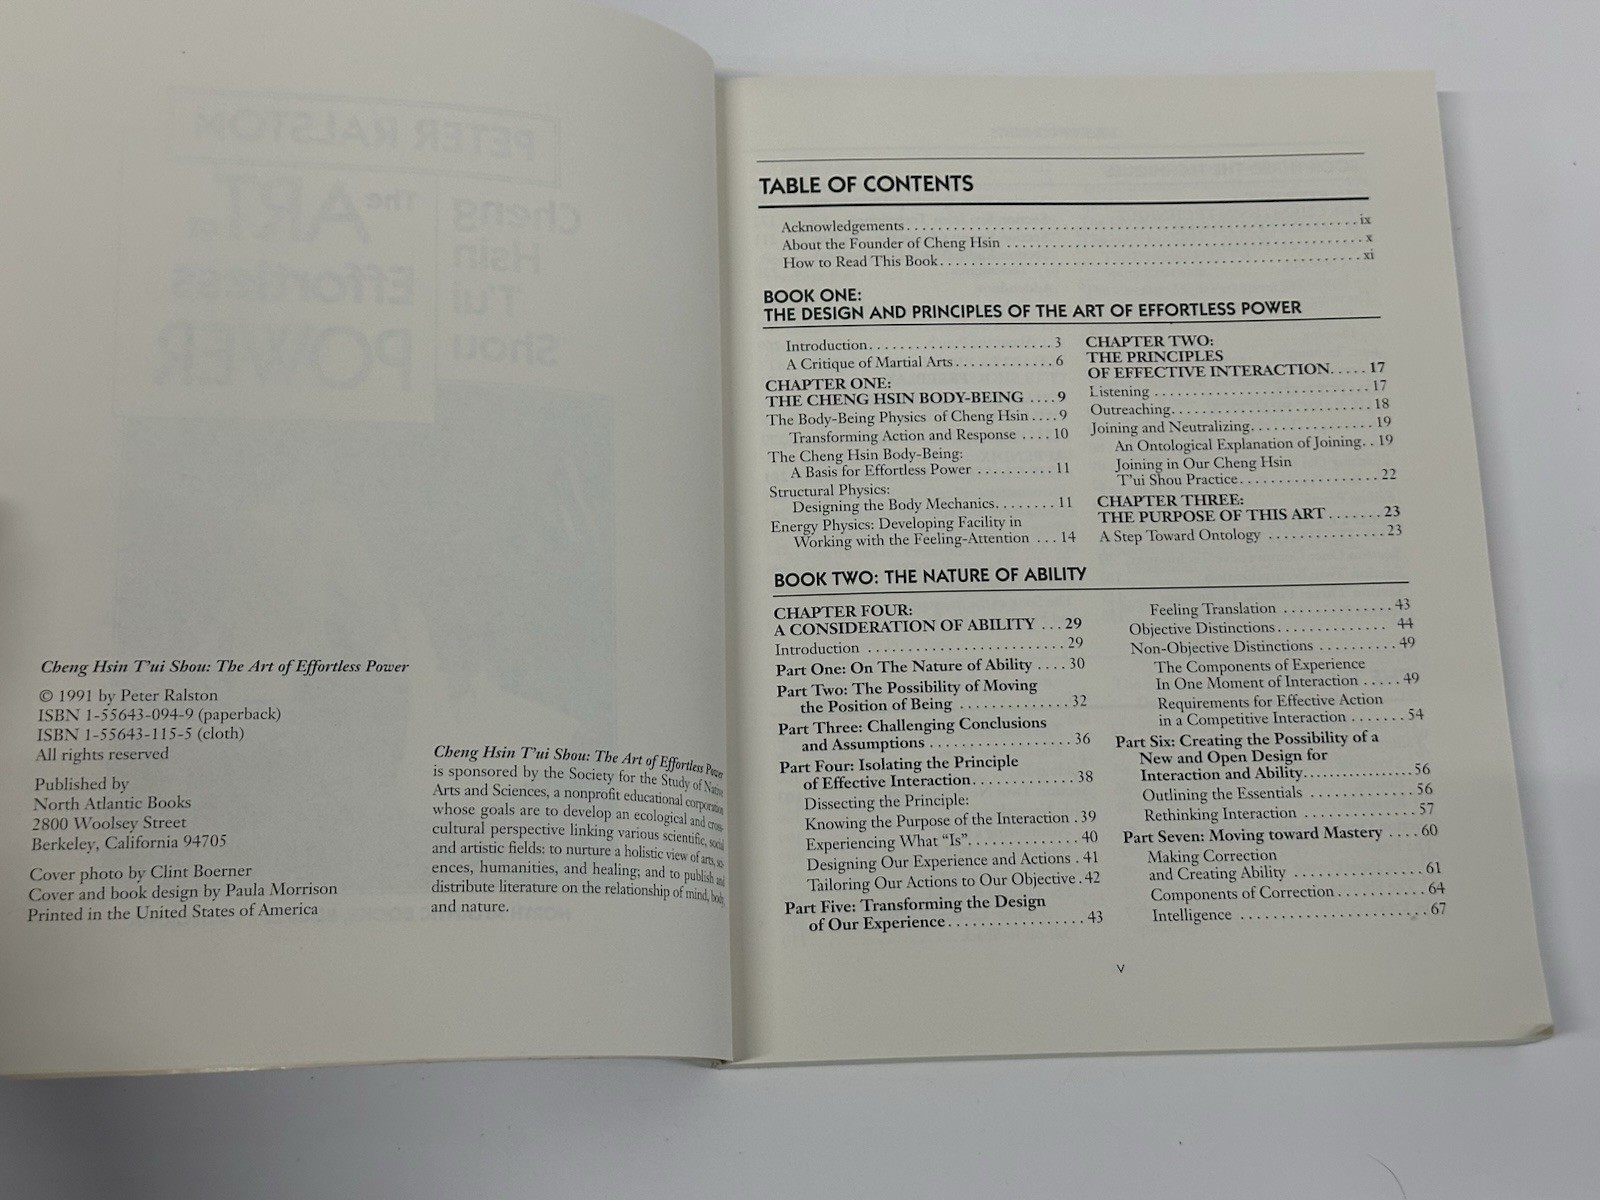 Cheng Hsin T'ui Shou: The Art of Effortless Power
© 1991 by Peter Ralston
ISBN 1-55643-094-9 (paperback)
ISBN 1-55643-115-5 (cloth)
All rights reserved
Published by
North Atlantic Books
2800 Woolsey Street
Berkeley, California 94705
Cover photo by Clint Boerner
Cover and book design by Paula Morrison
Printed in the United States of America
Cheng Hsin T'ui Shou: The Art of Effortless Power
is sponsored by the Society for the Study of Native
Arts and Sciences, a nonprofit educational corporation
whose goals are to develop an ecological and cross-
cultural perspective linking various scientific, social
and artistic fields: to nurture a holistic view of arts, sci-
ences, humanities, and healing; and to publish and
distribute literature on the relationship of mind, body,
and nature.
TABLE OF CONTENTS
Acknowledgements . . . . . ix
About the Founder of Cheng Hsin . . . . . x
How to Read This Book . . . . . xi
BOOK ONE:
THE DESIGN AND PRINCIPLES OF THE ART OF EFFORTLESS POWER
Introduction . . . . . 3
A Critique of Martial Arts . . . . . 6
CHAPTER ONE:
THE CHENG HSIN BODY-BEING . . . . 9
The Body-Being Physics of Cheng Hsin . . . . 9
Transforming Action and Response . . . . 10
The Cheng Hsin Body-Being:
A Basis for Effortless Power . . . . . 11
Structural Physics:
Designing the Body Mechanics . . . . . 11
Energy Physics: Developing Facility in
Working with the Feeling-Attention . . . 14
CHAPTER TWO:
THE PRINCIPLES
OF EFFECTIVE INTERACTION . . . . . 17
Listening . . . . . 17
Outreaching . . . . . 18
Joining and Neutralizing . . . . . 19
An Ontological Explanation of Joining . . 19
Joining in Our Cheng Hsin
T'ui Shou Practice . . . . . 22
CHAPTER THREE:
THE PURPOSE OF THIS ART . . . . . 23
A Step Toward Ontology . . . . . 23
BOOK TWO: THE NATURE OF ABILITY
CHAPTER FOUR:
A CONSIDERATION OF ABILITY . . . 29
Introduction . . . . . 29
Part One: On The Nature of Ability . . . . 30
Part Two: The Possibility of Moving
the Position of Being . . . . . 32
Part Three: Challenging Conclusions
and Assumptions . . . . . 36
Part Four: Isolating the Principle
of Effective Interaction . . . . . 38
Dissecting the Principle:
Knowing the Purpose of the Interaction . 39
Experiencing What “Is” . . . . . 40
Designing Our Experience and Actions . 41
Tailoring Our Actions to Our Objective . 42
Part Five: Transforming the Design
of Our Experience . . . . . 43
Feeling Translation . . . . . 43
Objective Distinctions . . . . . 44
Non-Objective Distinctions . . . . . 49
The Components of Experience
In One Moment of Interaction . . . . . 49
Requirements for Effective Action
in a Competitive Interaction . . . . . 54
Part Six: Creating the Possibility of a
New and Open Design for
Interaction and Ability . . . . . 56
Outlining the Essentials . . . . . 56
Rethinking Interaction . . . . . 57
Part Seven: Moving toward Mastery . . . . 60
Making Correction
and Creating Ability . . . . . 61
Components of Correction . . . . . 64
Intelligence . . . . . 67
v